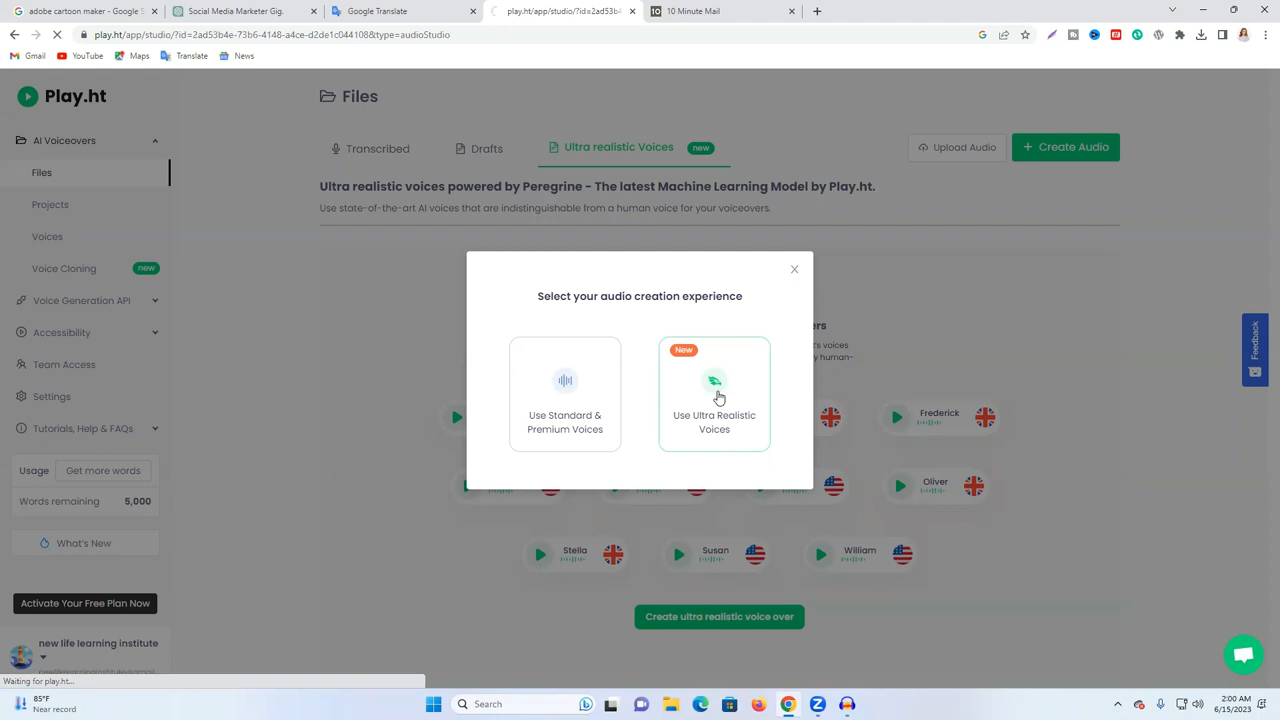 adobe cartoon maker - Google S
Social Media Marketer Gig.
Google Translate
play.ht/app/studio/?id=2ad53b4
10 Minute Mail
play.ht/app/studio/?id=2ad53b4e-73b6-4148-a4ce-d2de1c044108&type=audioStudio
Gmail
YouTube
Maps
Translate
News
Play.ht
AI Voiceovers
Files
Projects
Voices
Voice Cloning
new
Voice Generation API
Accessibility
Team Access
Settings
Tutorials, Help & FAQs
Usage
Get more words
Words remaining
5,000
What's New
Activate Your Free Plan Now
new life learning institute
Files
Transcribed
Drafts
Ultra realistic Voices
new
Upload Audio
+ Create Audio
Ultra realistic voices powered by Peregrine - The latest Machine Learning Model by Play.ht.
Use state-of-the-art AI voices that are indistinguishable from a human voice for your voiceovers.
Select your audio creation experience
Use Standard &
Premium Voices
New
Use Ultra Realistic
Voices
ers
's voices
y human-
Frederick
Oliver
Stella
Susan
William
Create ultra realistic voice over
Feedback
Waiting for play.ht...
85°F
Near record
Search
2:00 AM
6/15/2023